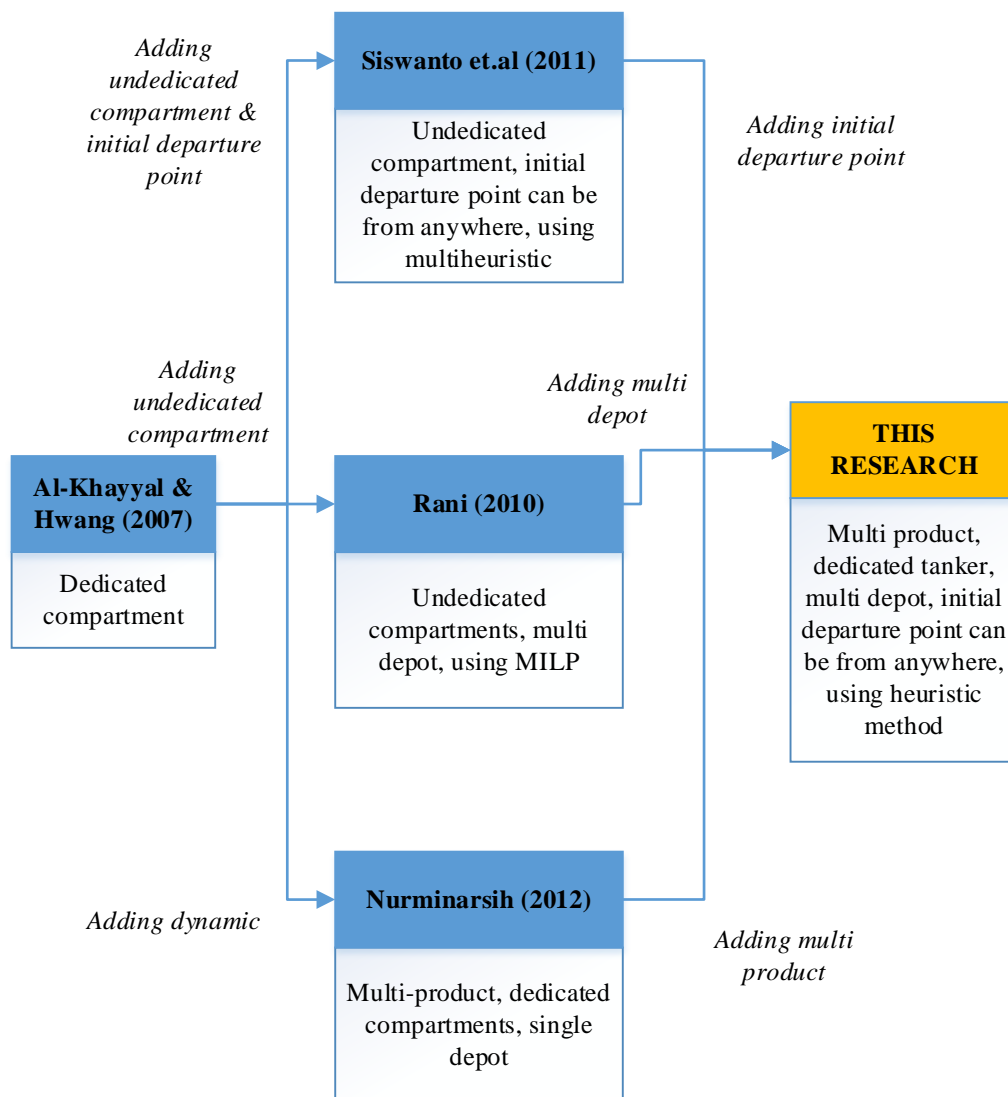 Adding
undedicated
compartment &
initial departure
point
Siswanto et.al (2011)
Undedicated
compartment, initial
departure point can be
from anywhere, using
multiheuristic
Adding initial
departure point
Adding
undedicated
compartment
Adding multi
depot
Al-Khayyal &
Hwang (2007)
Dedicated
compartment
Rani (2010)
Undedicated
compartments, multi
depot, using MILP
THIS
RESEARCH
Multi product,
dedicated tanker,
multi depot, initial
departure point can
be from anywhere,
using heuristic
method
Adding dynamic
Nurminarsih (2012)
Multi-product, dedicated
compartments, single
depot
Adding multi
product